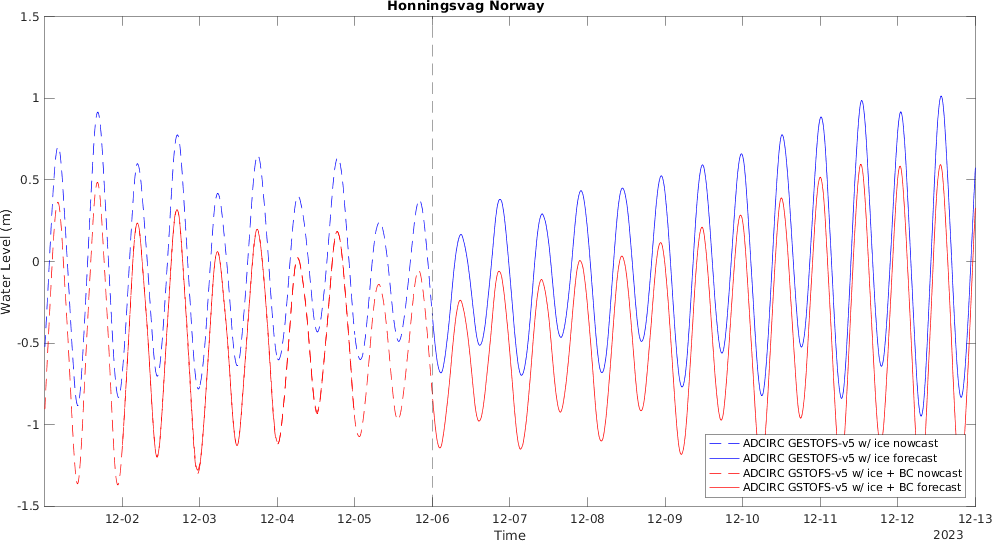 Honningsvag Norway
1.5
1
0.5
0
-0.5
-1
-1.5
Water Level (m)
12-02 12-03 12-04 12-05 12-06 12-07 12-08 12-09 12-10 12-11 12-12 12-13
Time
2023
ADCIRC GESTOFS-v5 w/ ice nowcast
ADCIRC GESTOFS-v5 w/ ice forecast
ADCIRC GSTOFS-v5 w/ ice + BC nowcast
ADCIRC GSTOFS-v5 w/ ice + BC forecast